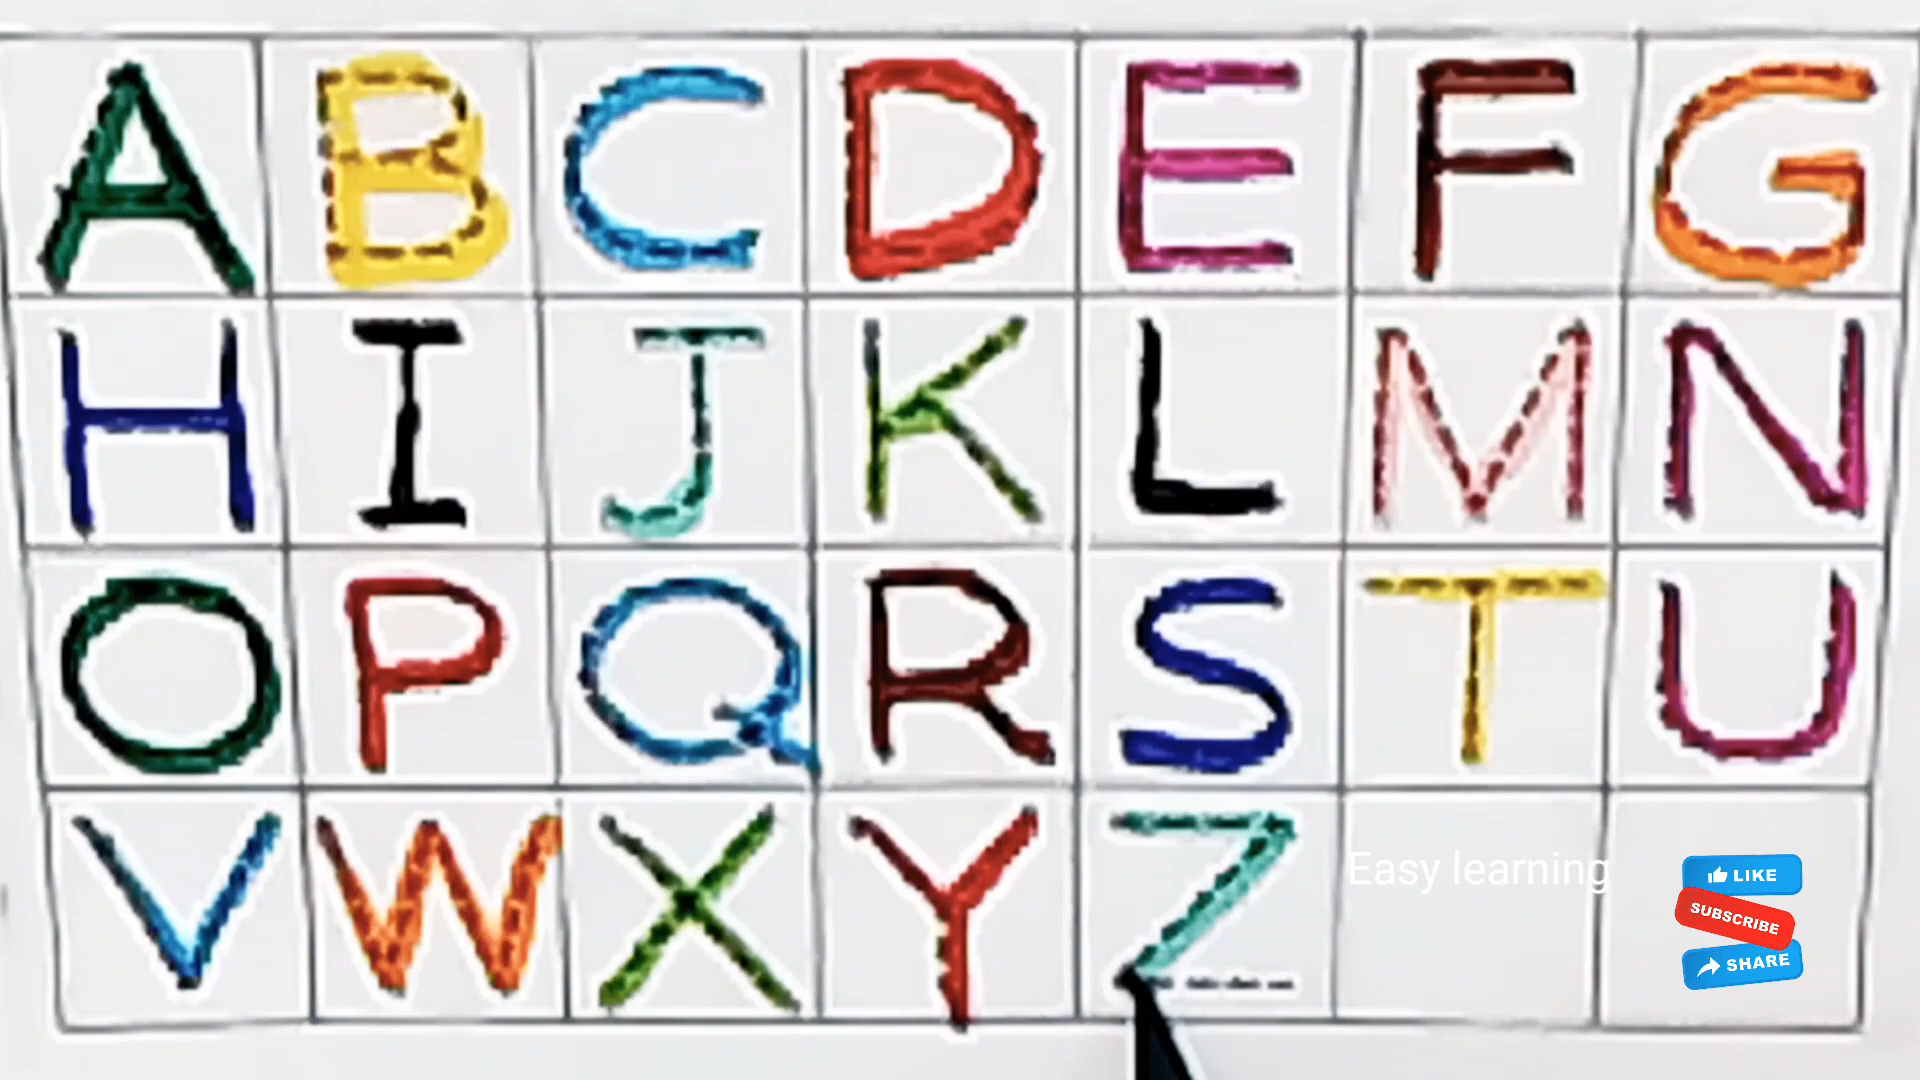 A B C D E F G
H I J K L M N
O P Q R S T U
V W X Y Z
Easy learning
LIKE
SUBSCRIBE
SHARE